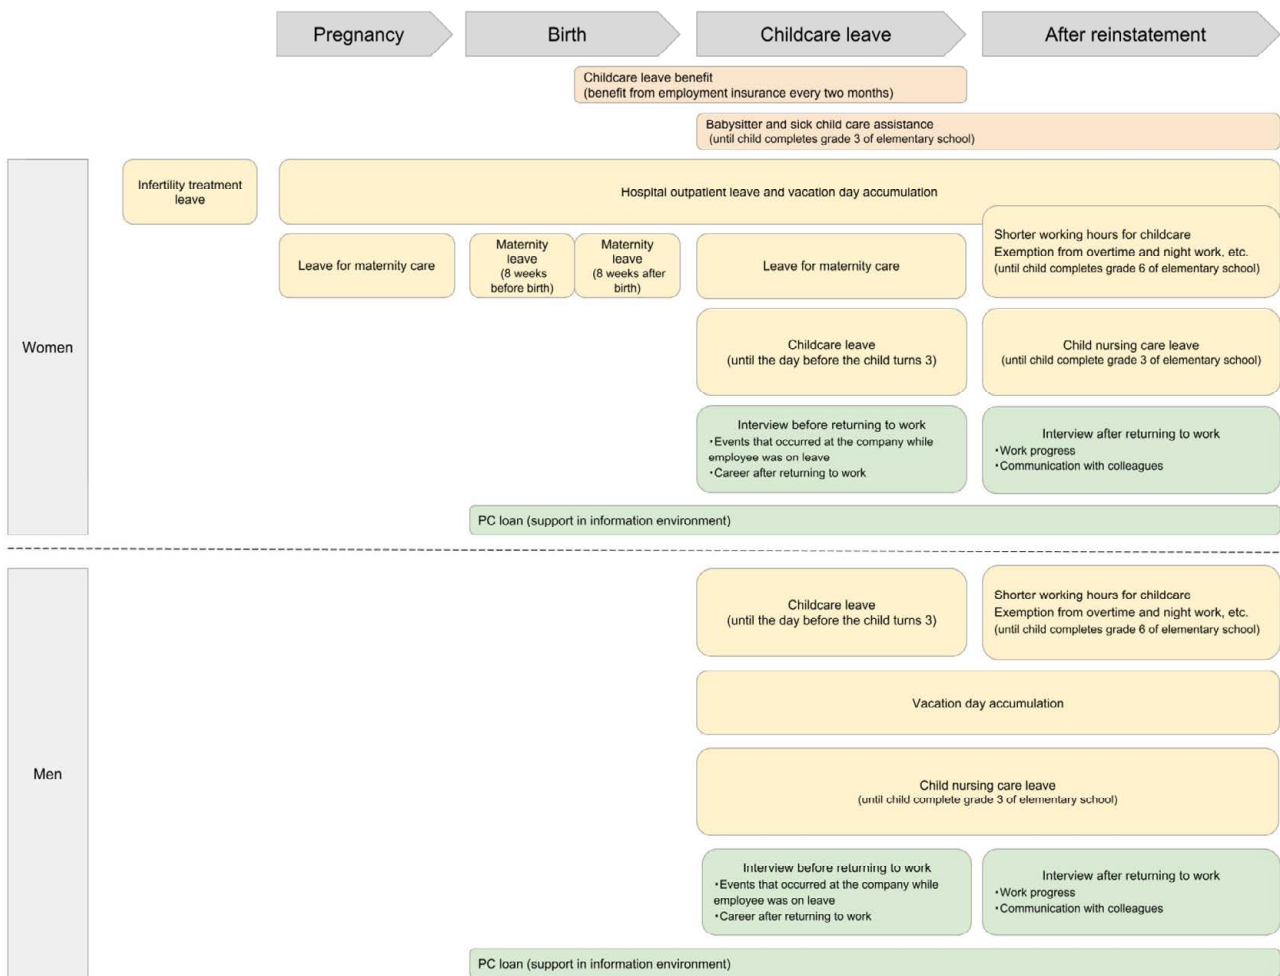 Pregnancy
Birth
Childcare leave
After reinstatement
Childcare leave benefit
(benefit from employment insurance every two months)
Babysitter and sick child care assistance
(until child completes grade 3 of elementary school)
Women
Infertility treatment
leave
Hospital outpatient leave and vacation day accumulation
Leave for maternity care
Maternity
leave
(8 weeks
before birth)
Maternity
leave
(8 weeks after
birth)
Leave for maternity care
Shorter working hours for childcare
Exemption from overtime and night work, etc.
(until child completes grade 6 of elementary school)
Childcare leave
(until the day before the child turns 3)
Child nursing care leave
(until child complete grade 3 of elementary school)
Interview before returning to work
・Events that occurred at the company while
employee was on leave
・Career after returning to work
Interview after returning to work
・Work progress
・Communication with colleagues
PC loan (support in information environment)
Men
Childcare leave
(until the day before the child turns 3)
Shorter working hours for childcare
Exemption from overtime and night work, etc.
(until child completes grade 6 of elementary school)
Vacation day accumulation
Child nursing care leave
(until child complete grade 3 of elementary school)
Interview before returning to work
・Events that occurred at the company while
employee was on leave
・Career after returning to work
Interview after returning to work
・Work progress
・Communication with colleagues
PC loan (support in information environment)